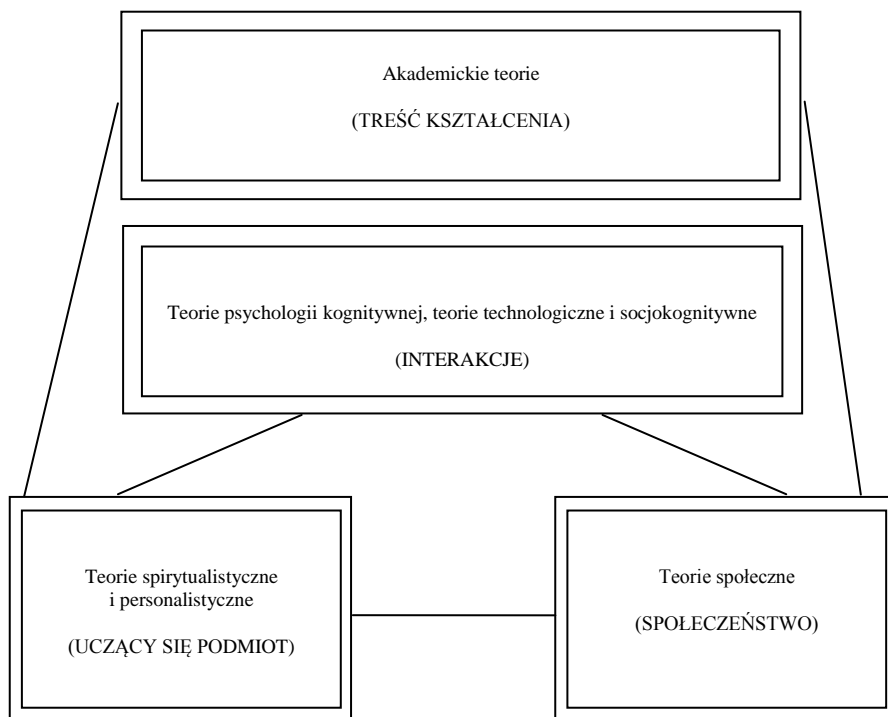 Akademickie teorie
(TREŚĆ KSZTAŁCENIA)
Teorie psychologii kognitywnej, teorie technologiczne i socjokognitywne
(INTERAKCJE)
Teorie spirytualistyczne
i personalistyczne
(UCZĄCY SIĘ PODMIOT)
Teorie społeczne
(SPOŁECZEŃSTWO)